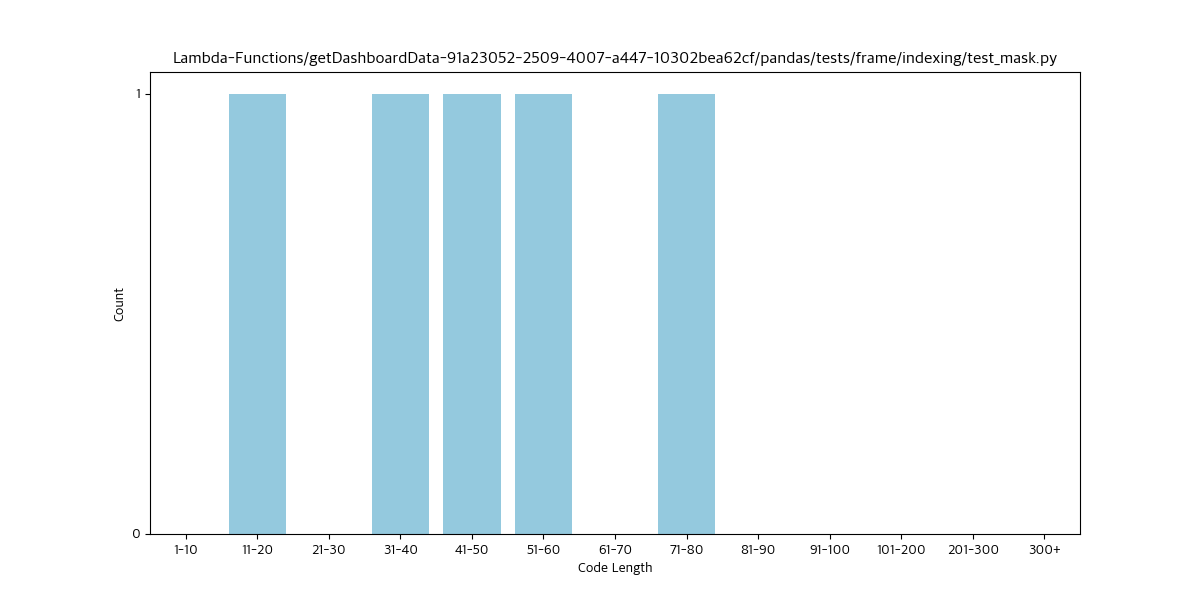 Lambda-Functions/getDashboardData-91a23052-2509-4007-a447-10302bea62cf/pandas/tests/frame/indexing/test_mask.py
1
Count
0
1-10 11-20 21-30 31-40 41-50 51-60 61-70 71-80 81-90 91-100 101-200 201-300 300+
Code Length